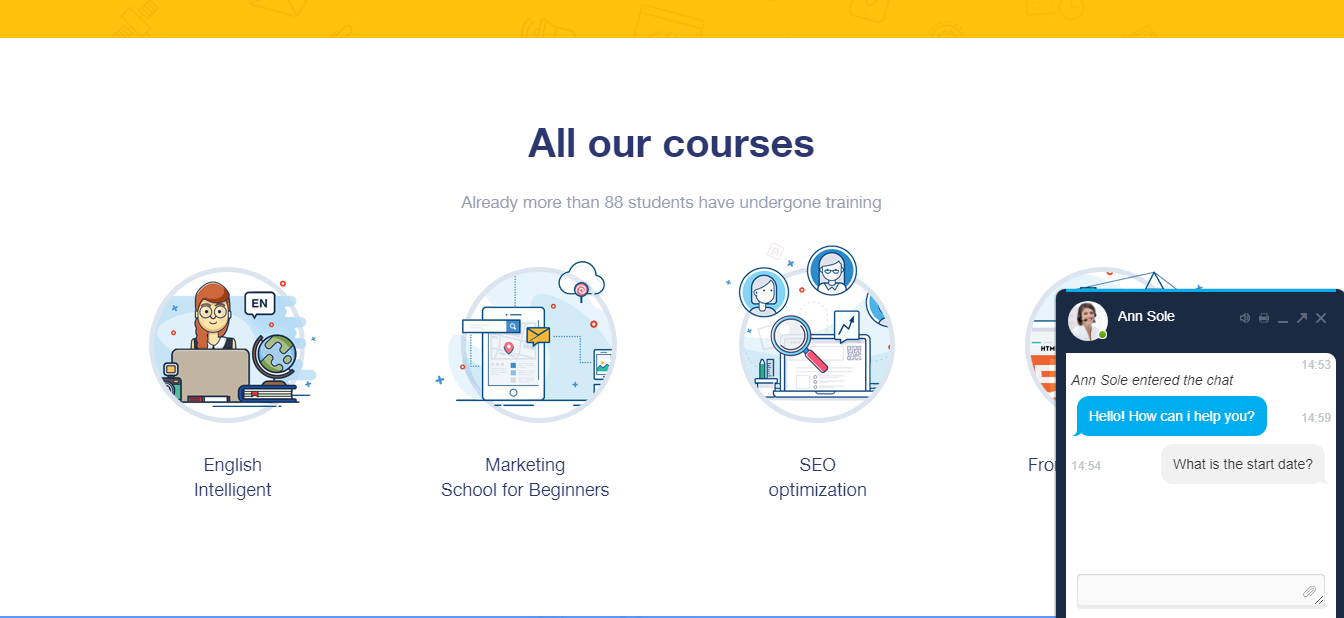 All our courses
Already more than 88 students have undergone training
EN
HTM
English
Intelligent
Marketing
School for Beginners
SEO
optimization
Fro
Ann Sole
14:53
Ann Sole entered the chat
Hello! How can i help you?
14:59
14:54
What is the start date?